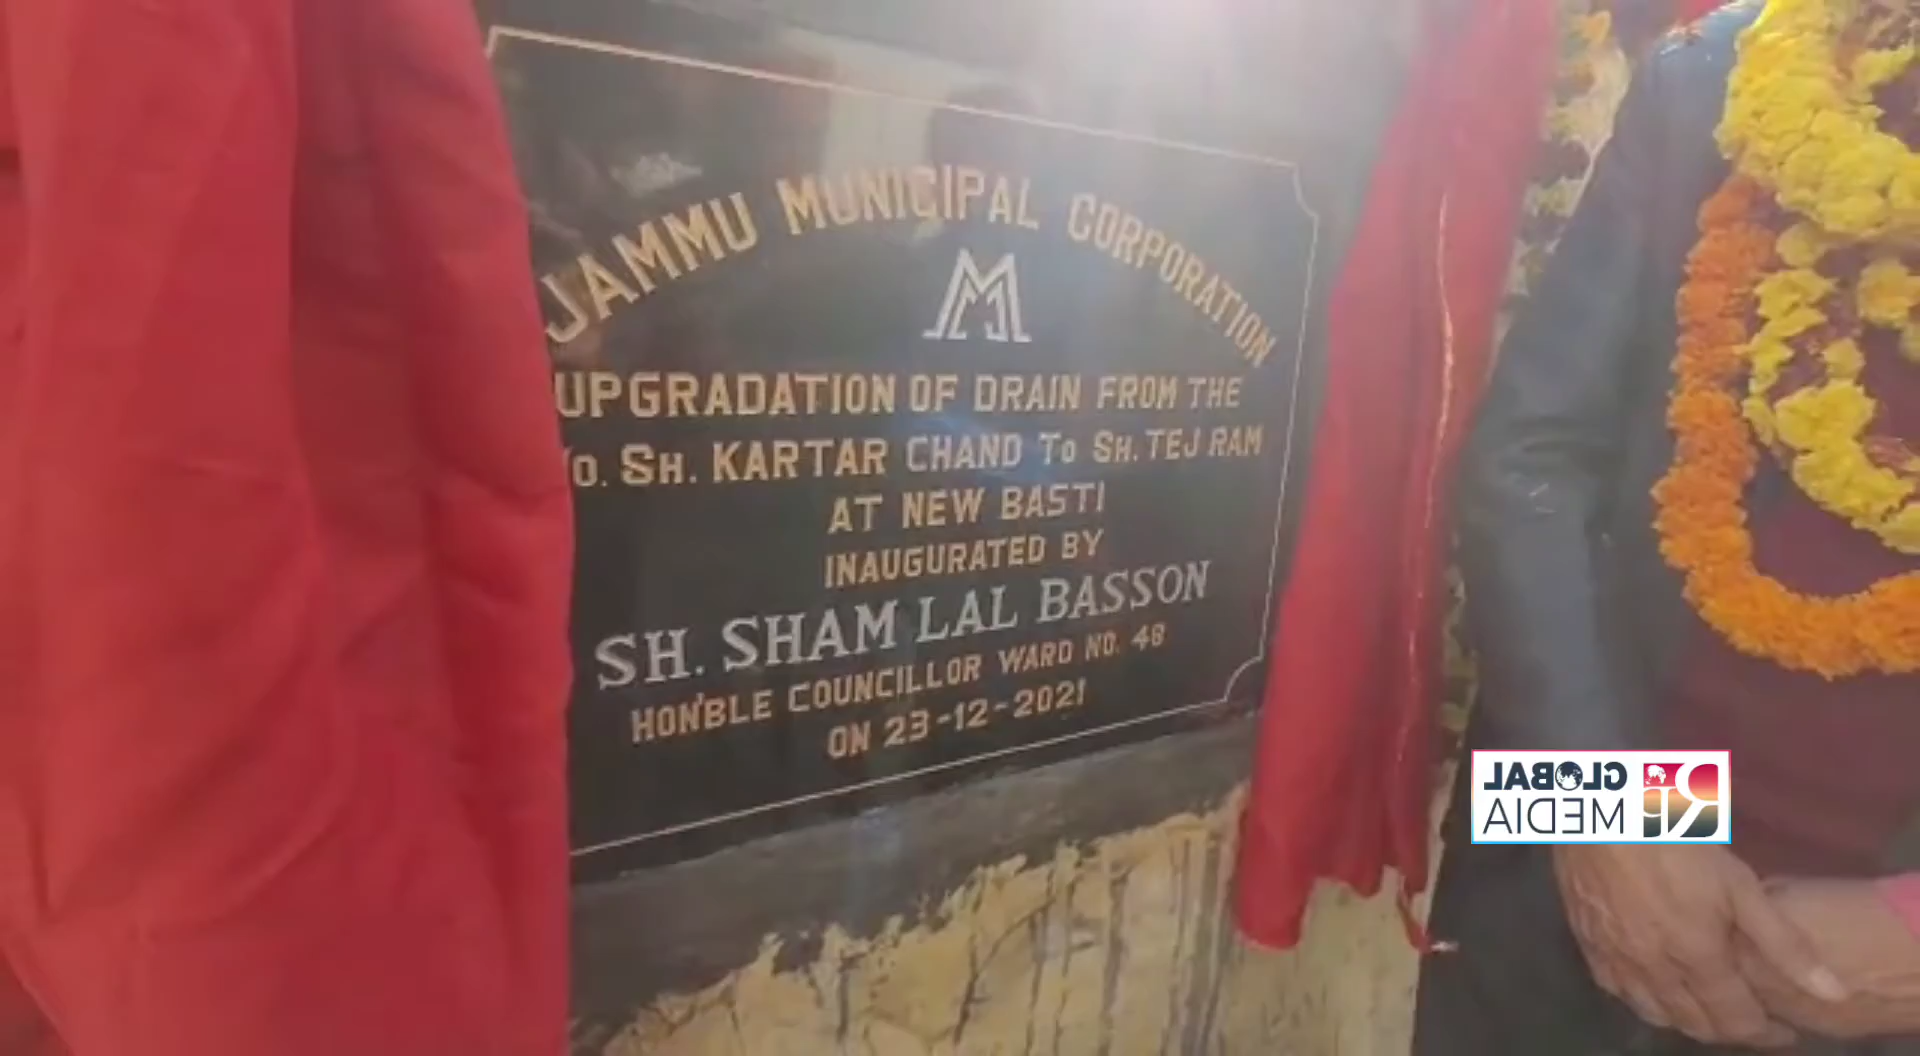 JAMMU MUNICIPAL CORPORATION
UPGRADATION OF DRAIN FROM THE
/O. SH. KARTAR CHAND TO SH. TEJ RAM
AT NEW BASTI
INAUGURATED BY
SH. SHAM LAL BASSON
HON'BLE COUNCILLOR WARD NO. 48
ON 23-12-2021
GLOBAL
MEDIA